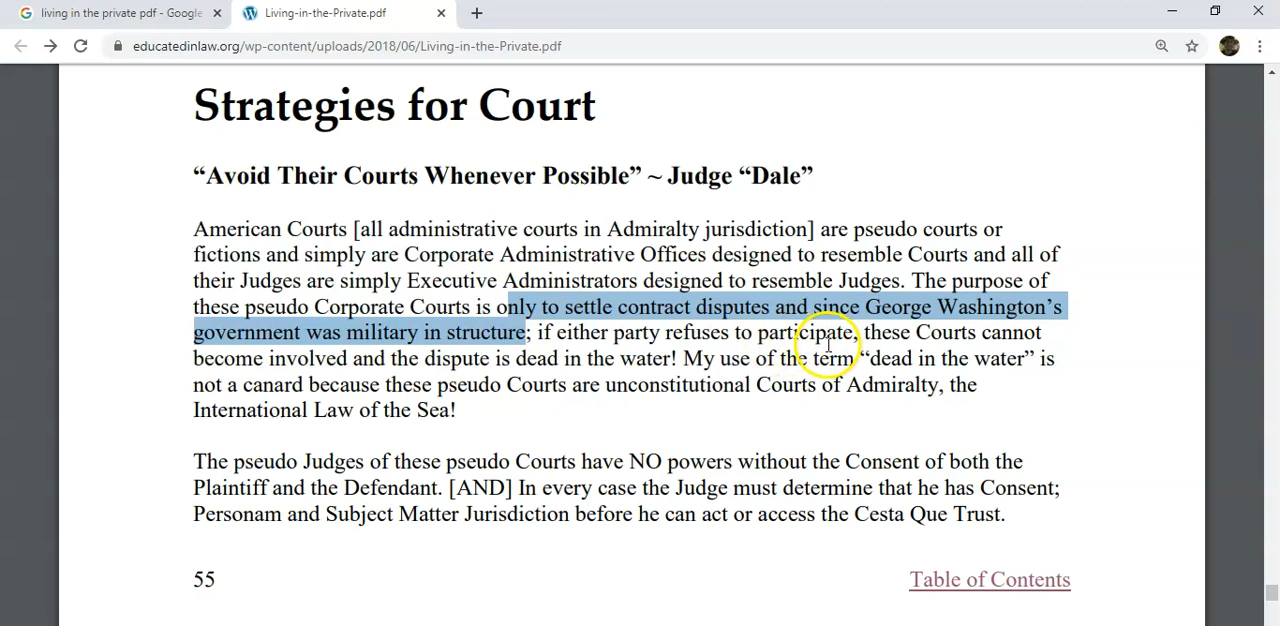 living in the private pdf - Google
Living-in-the-Private.pdf
educatedinlaw.org/wp-content/uploads/2018/06/Living-in-the-Private.pdf
Strategies for Court
“Avoid Their Courts Whenever Possible” ~ Judge “Dale”
American Courts [all administrative courts in Admiralty jurisdiction] are pseudo courts or
fictions and simply are Corporate Administrative Offices designed to resemble Courts and all of
their Judges are simply Executive Administrators designed to resemble Judges. The purpose of
these pseudo Corporate Courts is only to settle contract disputes and since George Washington’s
government was military in structure; if either party refuses to participate, these Courts cannot
become involved and the dispute is dead in the water! My use of the term “dead in the water” is
not a canard because these pseudo Courts are unconstitutional Courts of Admiralty, the
International Law of the Sea!
The pseudo Judges of these pseudo Courts have NO powers without the Consent of both the
Plaintiff and the Defendant. [AND] In every case the Judge must determine that he has Consent;
Personam and Subject Matter Jurisdiction before he can act or access the Cesta Que Trust.
55
Table of Contents